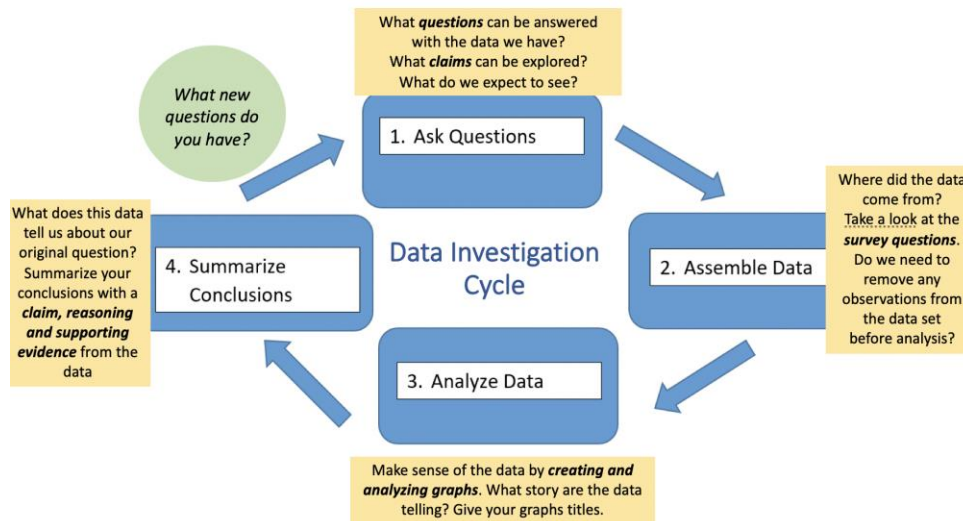 What questions can be answered
with the data we have?
What claims can be explored?
What do we expect to see?
What new
questions do
you have?
1. Ask Questions
Where did the data
come from?
Take a look at the
survey questions.
Do we need to
remove any
observations from
the data set
before analysis?
What does this data
tell us about our
original question?
Summarize your
conclusions with a
claim, reasoning
and supporting
evidence from the
data
4. Summarize
Conclusions
Data Investigation
Cycle
2. Assemble Data
3. Analyze Data
Make sense of the data by creating and
analyzing graphs. What story are the data
telling? Give your graphs titles.